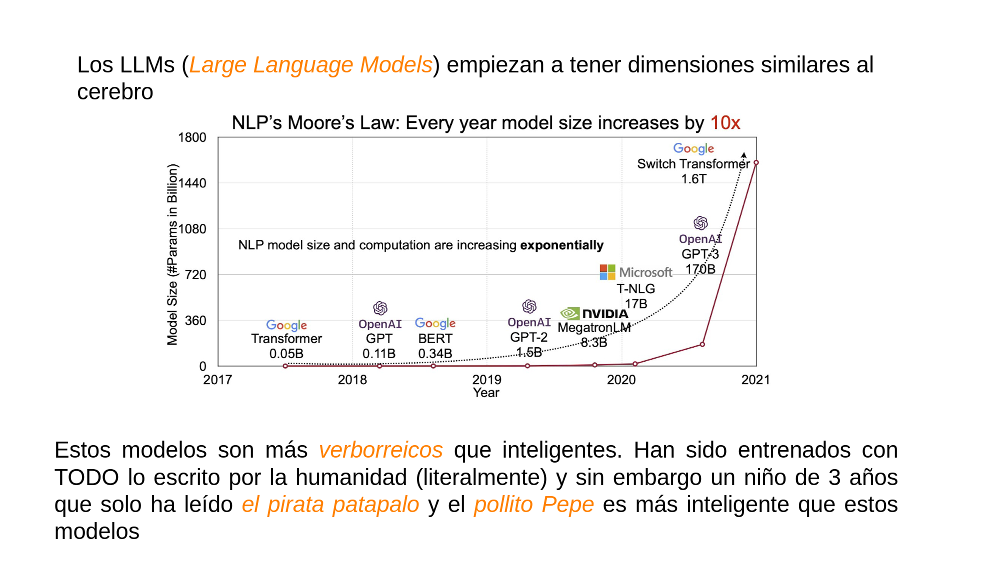 Los LLMs (Large Language Models) empiezan a tener dimensiones similares al
cerebro
NLP's Moore's Law: Every year model size increases by 10x
Model Size (#Params in Billion)
1800
1440
1080
720
360
0
Google
Switch Transformer
1.6T
OpenAI
GPT-3
170B
NLP model size and computation are increasing exponentially
Microsoft
T-NLG
17B
NVIDIA
MegatronLM
8.3B
OpenAI
GPT-2
1.5B
Google
BERT
0.34B
OpenAI
GPT
0.11B
Google
Transformer
0.05B
2017 2018 2019 2020 2021
Year
Estos modelos son más verborreicos que inteligentes. Han sido entrenados con
TODO lo escrito por la humanidad (literalmente) y sin embargo un niño de 3 años
que solo ha leído el pirata patapalo y el pollito Pepe es más inteligente que estos
modelos